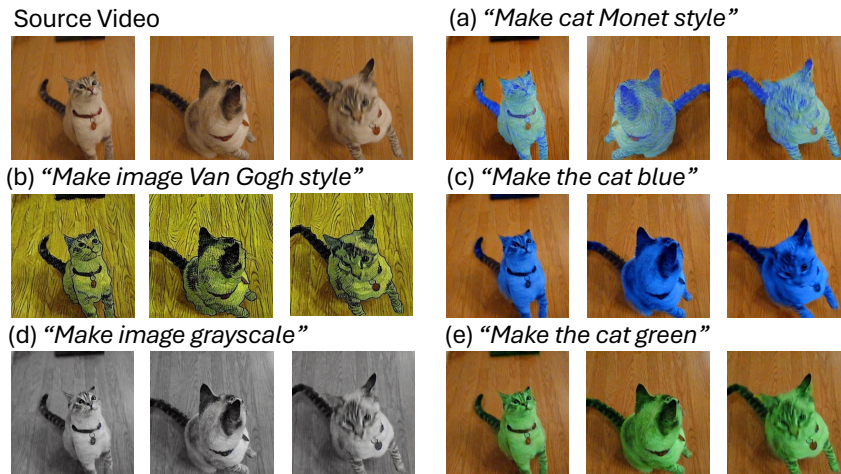 Source Video
(a) “Make cat Monet style”
(b) “Make image Van Gogh style”
(c) “Make the cat blue”
(d) “Make image grayscale”
(e) “Make the cat green”